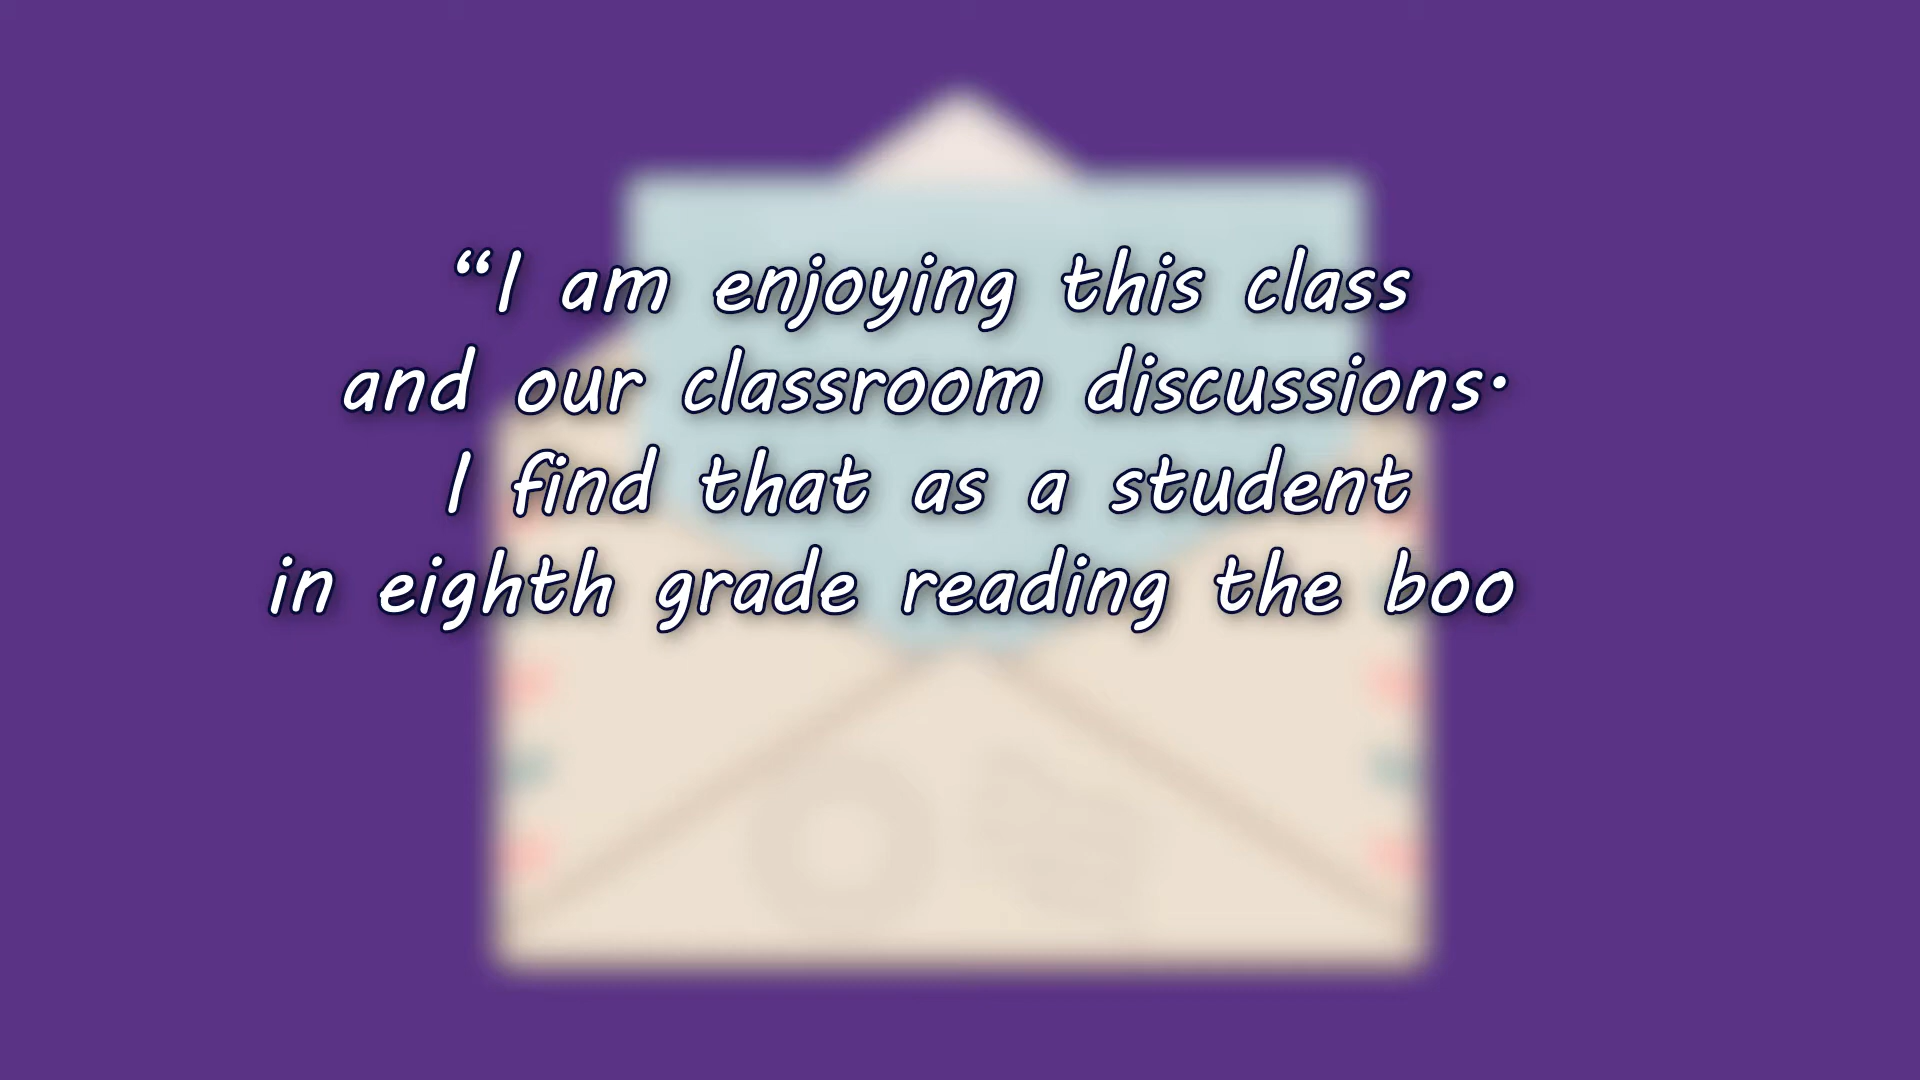 “I am enjoying this class
and our classroom discussions.
I find that as a student
in eighth grade reading the boo